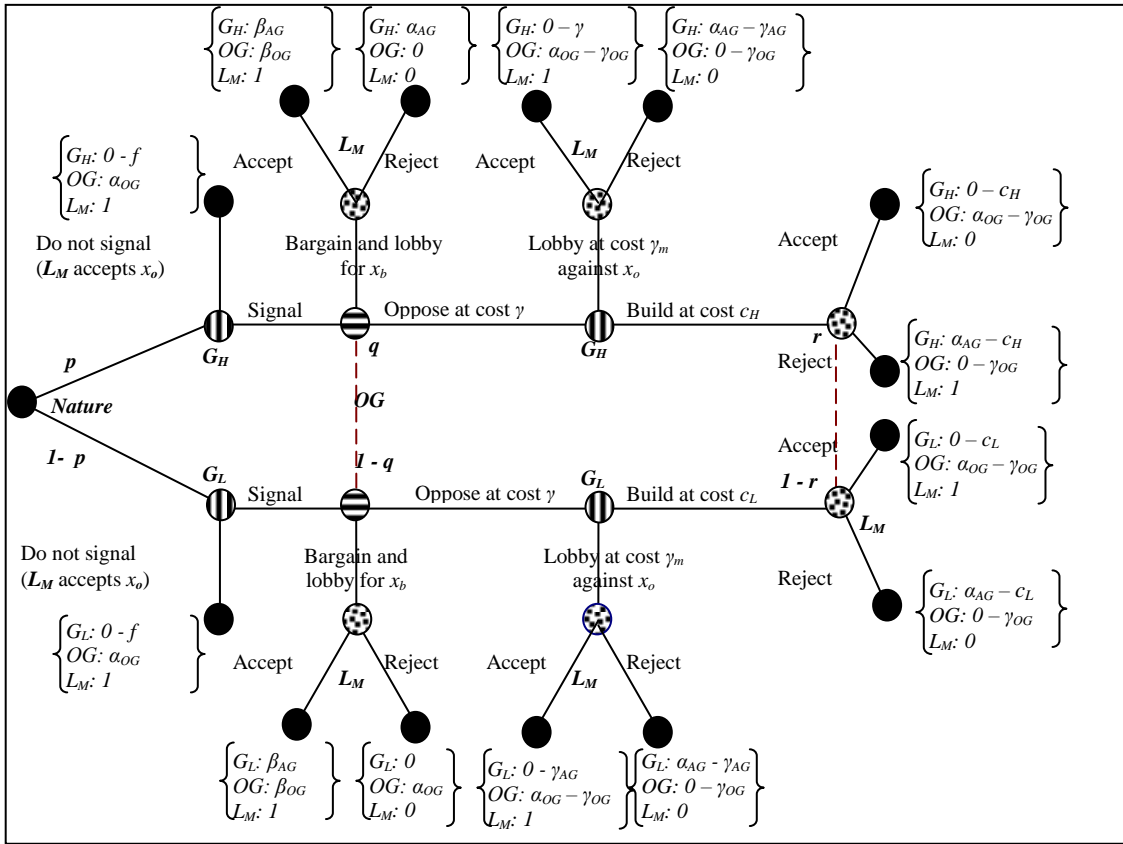 G_H: β_AG
OG: β_OG
L_M: 1
G_H: α_AG
OG: 0
L_M: 0
G_H: 0 – γ
OG: α_OG – γ_OG
L_M: 1
G_H: α_AG – γ_AG
OG: 0 – γ_OG
L_M: 0
Accept
L_M
Reject
Accept
L_M
Reject
G_H: 0 - f
OG: α_OG
L_M: 1
G_H: 0 – c_H
OG: α_OG – γ_OG
L_M: 0
Do not signal
(L_M accepts x_o)
Bargain and lobby
for x_b
Lobby at cost γ_m
against x_o
Accept
Signal
Oppose at cost γ
Build at cost c_H
p
G_H
q
G_H
r
Reject
G_H: α_AG – c_H
OG: 0 – γ_OG
L_M: 1
Nature
OG
1- p
G_L
1 - q
G_L
Accept
1 - r
G_L: 0 – c_L
OG: α_OG – γ_OG
L_M: 1
Signal
Oppose at cost γ
Build at cost c_L
L_M
Do not signal
(L_M accepts x_o)
Bargain and
lobby for x_b
Lobby at cost γ_m
against x_o
Reject
G_L: α_AG – c_L
OG: 0 – γ_OG
L_M: 0
G_L: 0 - f
OG: α_OG
L_M: 1
Accept
L_M
Reject
Accept
L_M
Reject
G_L: β_AG
OG: β_OG
L_M: 1
G_L: 0
OG: α_OG
L_M: 0
G_L: 0 - γ_AG
OG: α_OG – γ_OG
L_M: 1
G_L: α_AG - γ_AG
OG: 0 – γ_OG
L_M: 0